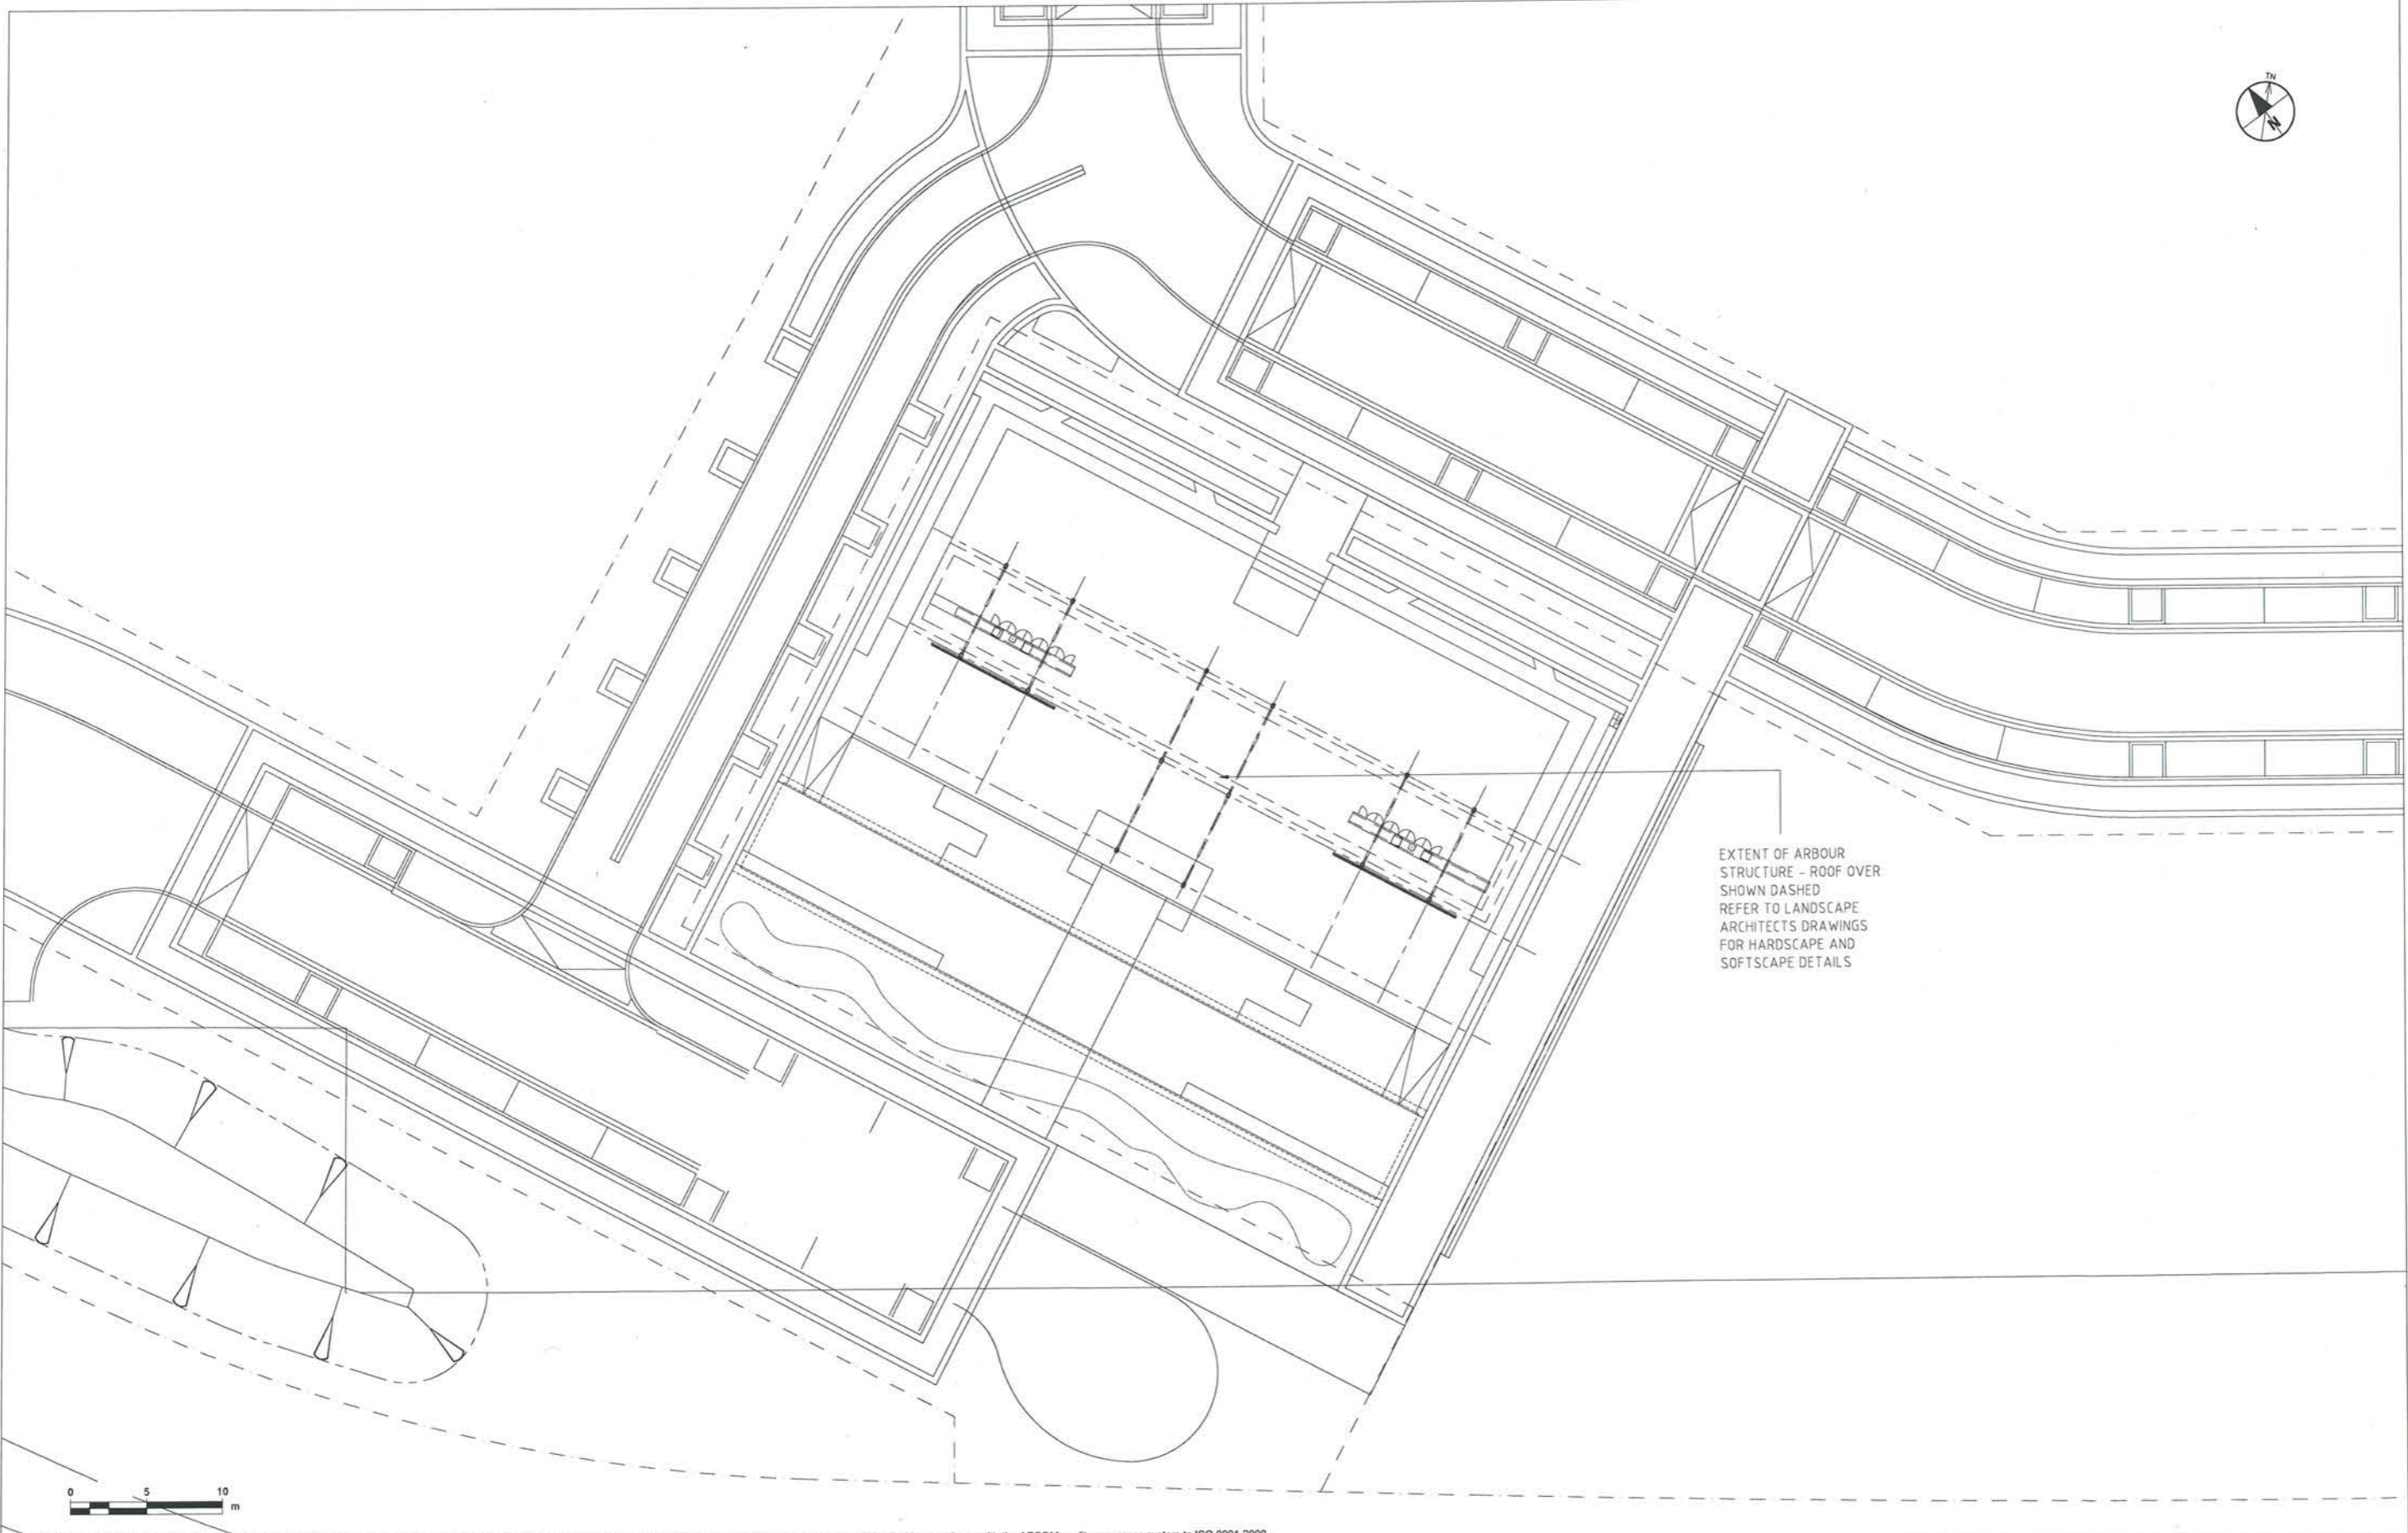 TN
N
EXTENT OF ARBOUR
STRUCTURE - ROOF OVER
SHOWN DASHED
REFER TO LANDSCAPE
ARCHITECTS DRAWINGS
FOR HARDSCAPE AND
SOFTSCAPE DETAILS
0 5 10
m